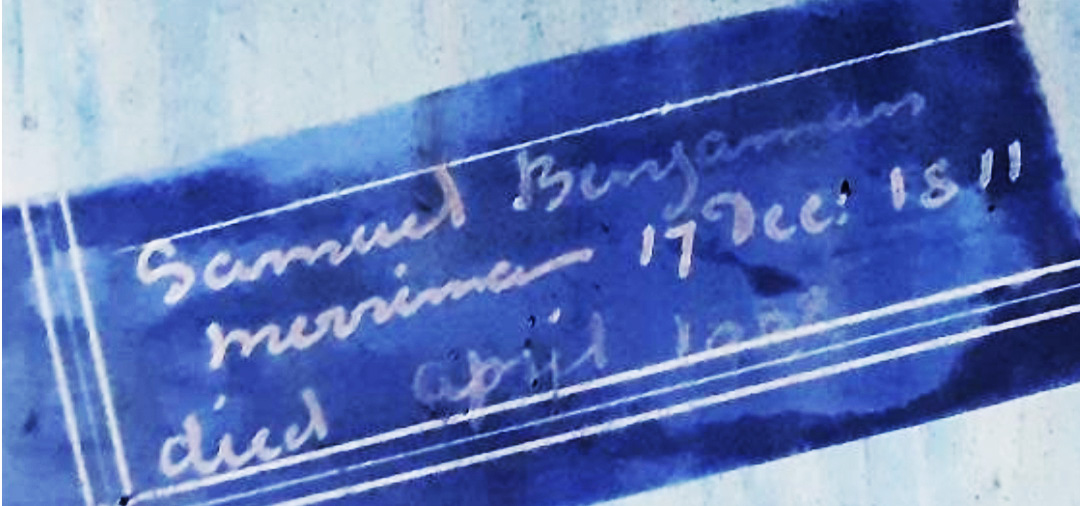 Samuel Benjamin
merriman 17 Dec: 1811
died april